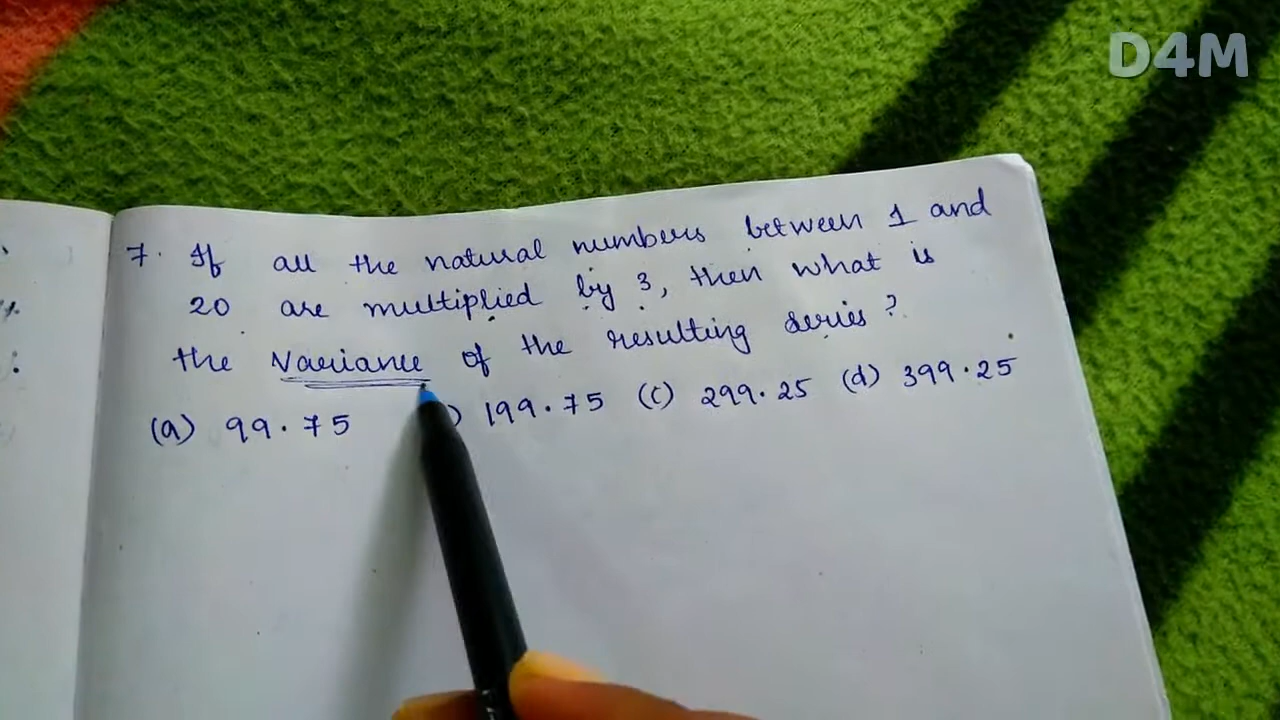 D4M
7. If all the natural numbers between 1 and
20 are multiplied by 3, then what is
the Variance of the resulting series?
(a) 99.75 ) 199.75 (c) 299.25 (d) 399.25